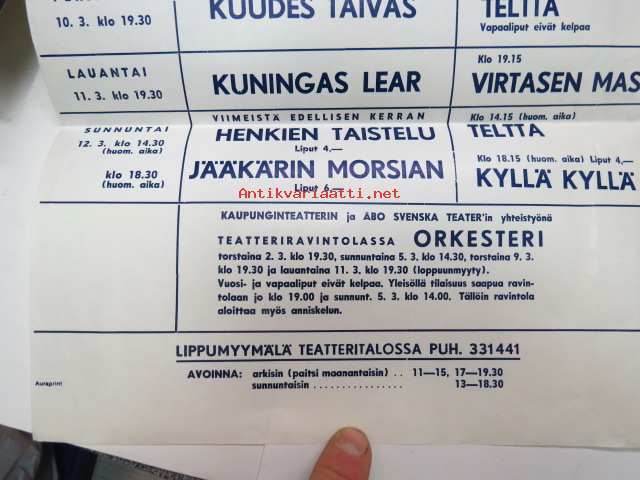 10. 3. klo 19.30
KUUDES TAIVAS
TELTTA
Vapaaliput eivät kelpaa
LAUANTAI
11. 3. klo 19.30
KUNINGAS LEAR
Klo 19.15
VIRTASEN MAS
SUNNUNTAI
12. 3. klo 14.30
(huom. aika)
VIIMEISTÄ EDELLISEN KERRAN
HENKIEN TAISTELU
Liput 4,—
Klo 14.15 (huom. aika)
TELTTA
klo 18.30
(huom. aika)
JÄÄKÄRIN MORSIAN
Liput 6,—
Klo 18.15 (huom. aika) Liput 4,—
KYLLÄ KYLLÄ
Antikvariaatti.net
KAUPUNGINTEATTERIN ja ÅBO SVENSKA TEATER'in yhteistyönä
TEATTERIRAVINTOLASSA ORKESTERI
torstaina 2. 3. klo 19.30, sunnuntaina 5. 3. klo 14.30, torstaina 9. 3.
klo 19.30 ja lauantaina 11. 3. klo 19.30 (loppuunmyyty).
Vuosi- ja vapaaliput eivät kelpaa. Yleisöllä tilaisuus saapua ravin-
tolaan jo klo 19.00 ja sunnunt. 5. 3. klo 14.00. Tällöin ravintola
aloittaa myös anniskelun.
LIPPUMYYMÄLÄ TEATTERITALOSSA PUH. 331441
AVOINNA: arkisin (paitsi maanantaisin) . . 11—15, 17—19.30
sunnuntaisin . . . . . . . . . . . . . . . 13—18.30
Auraprint